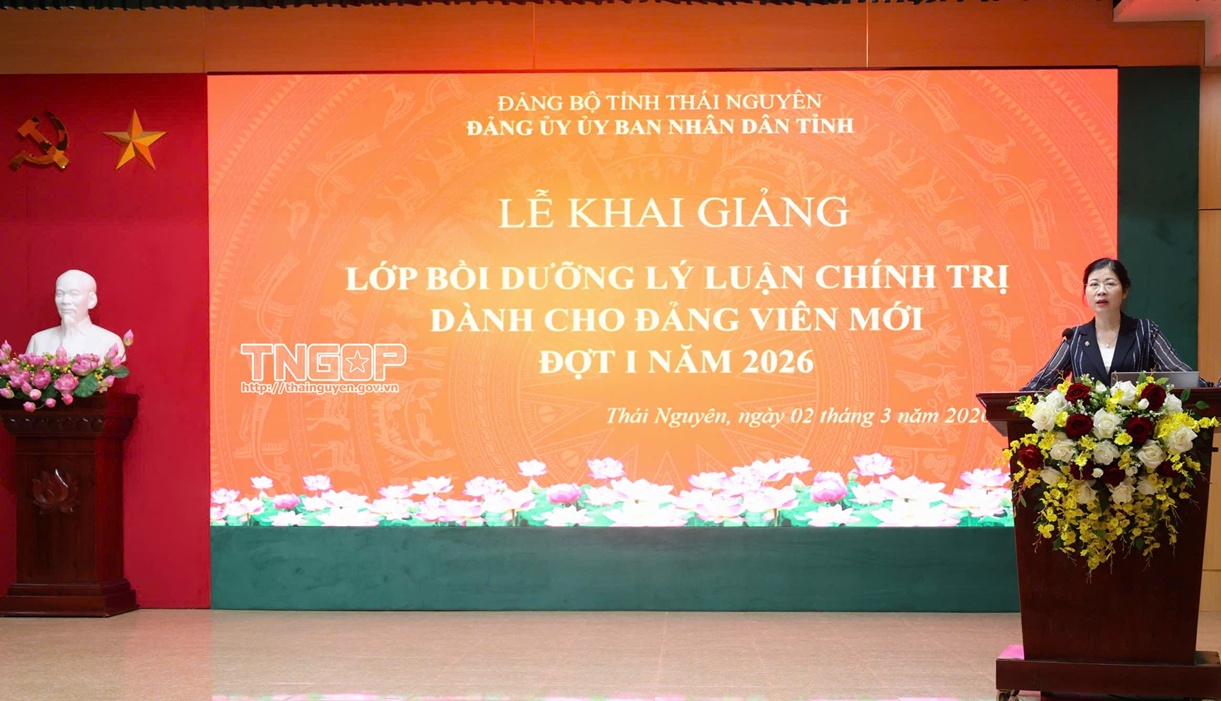 ĐẢNG BỘ TỈNH THÁI NGUYÊN
ĐẢNG ỦY ỦY BAN NHÂN DÂN TỈNH
LỄ KHAI GIẢNG
LỚP BỒI DƯỠNG LÝ LUẬN CHÍNH TRỊ
DÀNH CHO ĐẢNG VIÊN MỚI
ĐỢT I NĂM 2026
TNGOP
http://thainguyen.gov.vn
Thái Nguyên, ngày 02 tháng 3 năm 2026